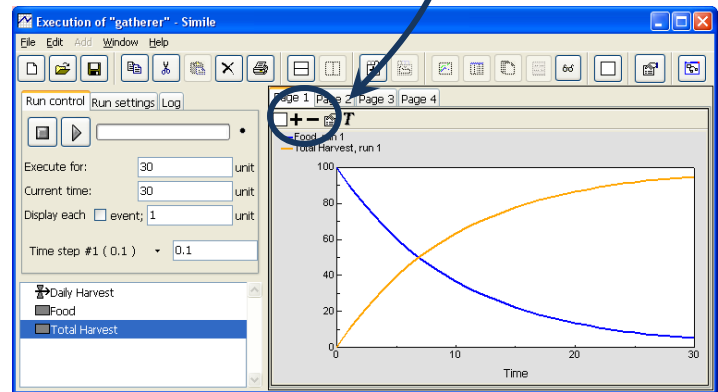 Execution of "gatherer" - Simile
File Edit Add Window Help
Run control Run settings Log
Execute for: 30 unit
Current time: 30 unit
Display each event; 1 unit
Time step #1 ( 0.1 ) 0.1
Daily Harvest
Food
Total Harvest
Page 1 Page 2 Page 3 Page 4
T
Food, run 1
Total Harvest, run 1
100
80
60
40
20
0
0 10 20 30
Time